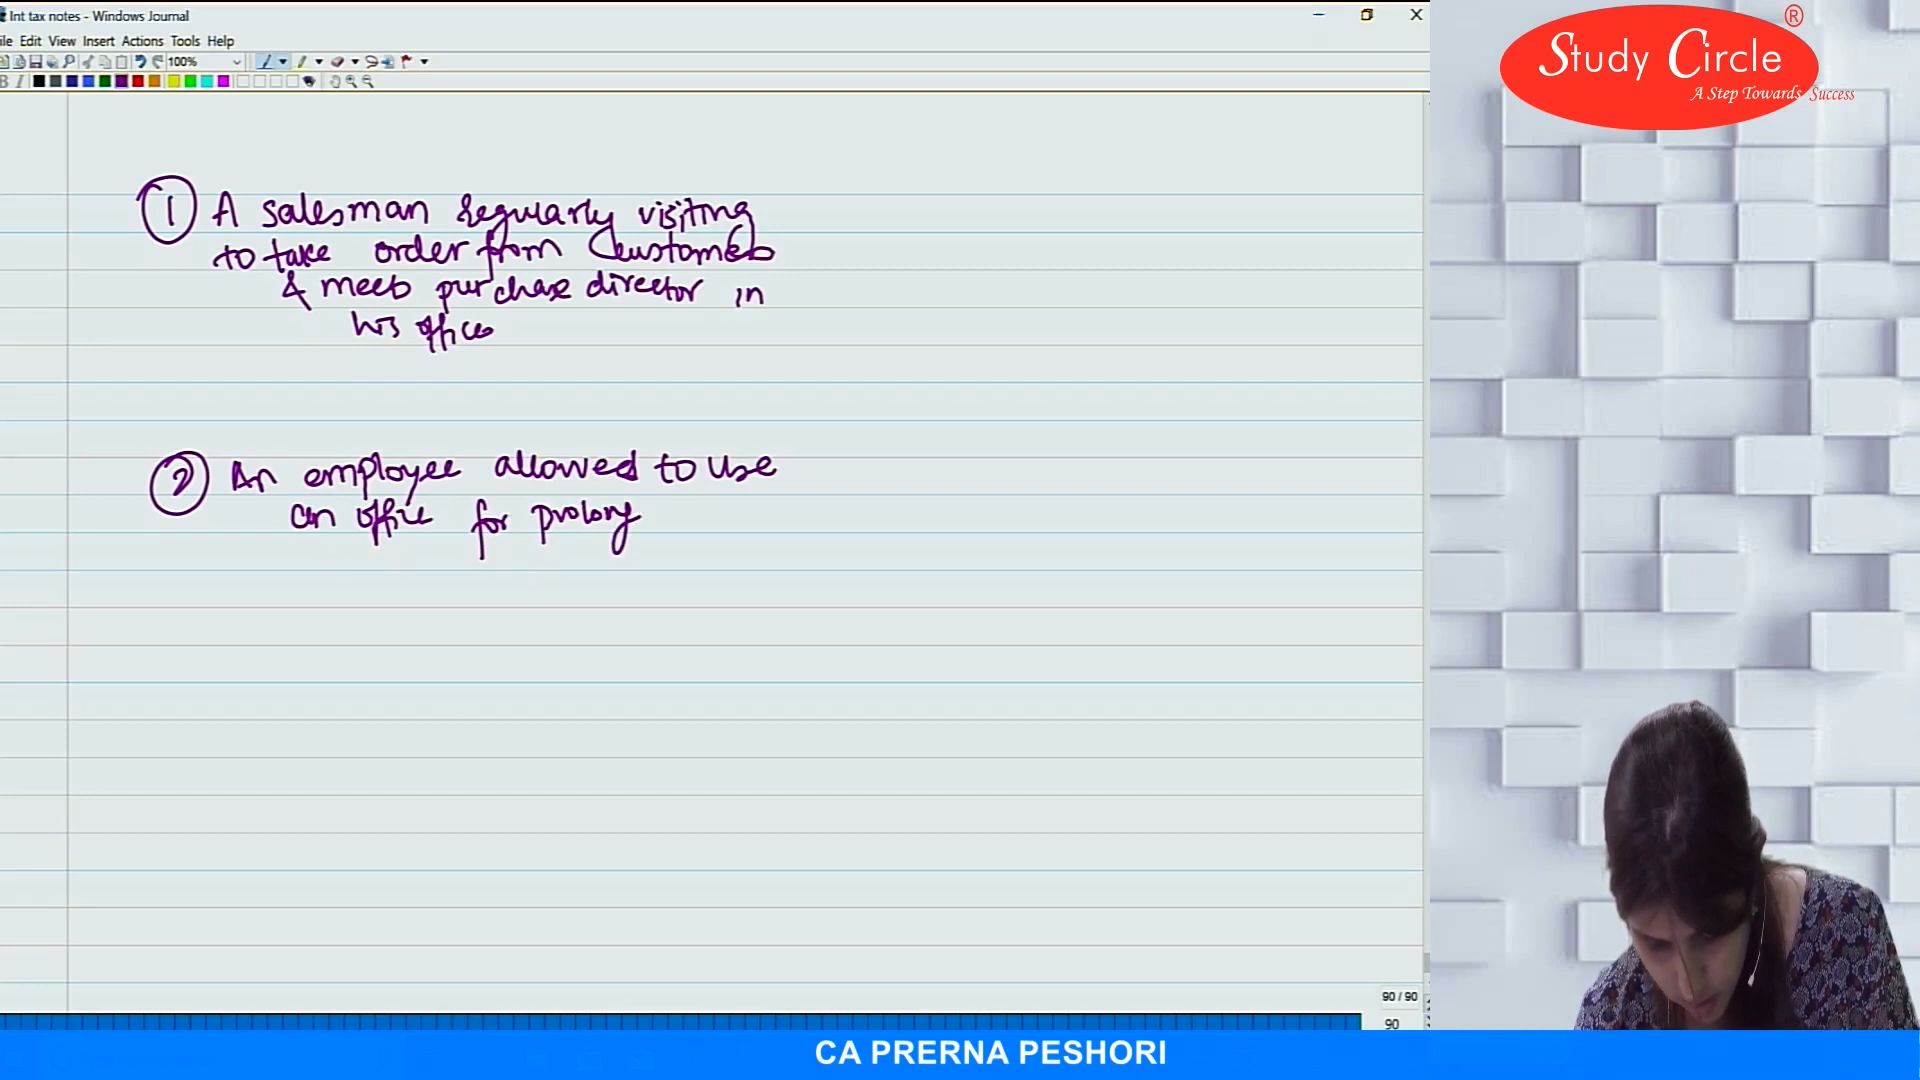 Int tax notes - Windows Journal
ile Edit View Insert Actions Tools Help
100%
B I
① A salesman regularly visiting
to take order from Customers
& meets purchase director in
his office
② An employee allowed to use
an office for prolong
90 / 90
90
Study Circle ®
A Step Towards Success
CA PRERNA PESHORI